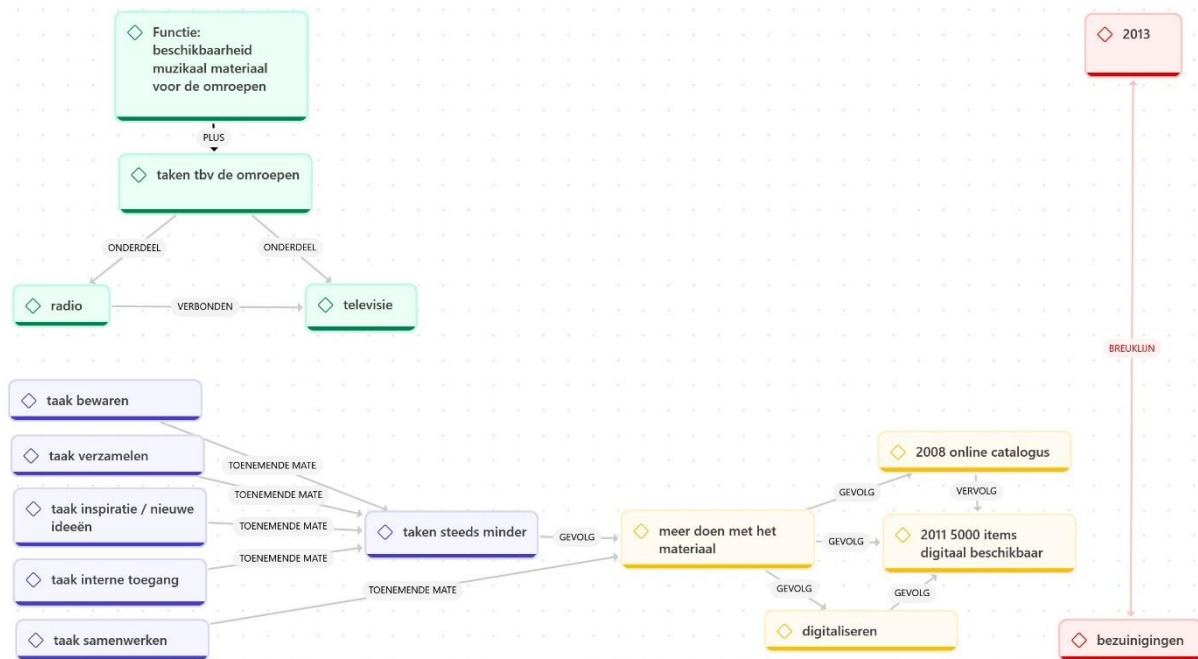 Functie:
beschikbaarheid
muzikaal materiaal
voor de omroepen
2013
PLUS
taken tbv de omroepen
ONDERDEEL
ONDERDEEL
radio
VERBONDEN
televisie
BREUKLIJN
taak bewaren
taak verzamelen
taak inspiratie / nieuwe
ideeën
taak interne toegang
taak samenwerken
TOENEMENDE MATE
TOENEMENDE MATE
TOENEMENDE MATE
TOENEMENDE MATE
TOENEMENDE MATE
taken steeds minder
GEVOLG
meer doen met het
materiaal
GEVOLG
GEVOLG
GEVOLG
2008 online catalogus
VERVOLG
2011 5000 items
digitaal beschikbaar
GEVOLG
digitaliseren
bezuinigingen